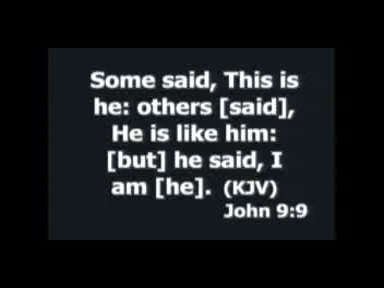 Some said, This is
he: others [said],
He is like him:
[but] he said, I
am [he]. (KJV)
John 9:9